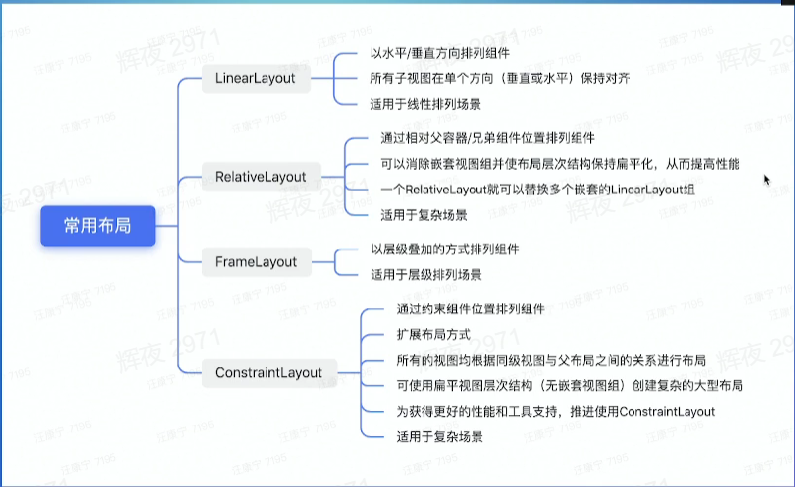 常用布局
LinearLayout
以水平/垂直方向排列组件
所有子视图在单个方向（垂直或水平）保持对齐
适用于线性排列场景
RelativeLayout
通过相对父容器/兄弟组件位置排列组件
可以消除嵌套视图组并使布局层次结构保持扁平化，从而提高性能
一个RelativeLayout就可以替换多个嵌套的LinearLayout组
适用于复杂场景
FrameLayout
以层级叠加的方式排列组件
适用于层级排列场景
ConstraintLayout
通过约束组件位置排列组件
扩展布局方式
所有的视图均根据同级视图与父布局之间的关系进行布局
可使用扁平视图层次结构（无嵌套视图组）创建复杂的大型布局
为获得更好的性能和工具支持，推进使用ConstraintLayout
适用于复杂场景
辉夜 2971
汪康宁 7195